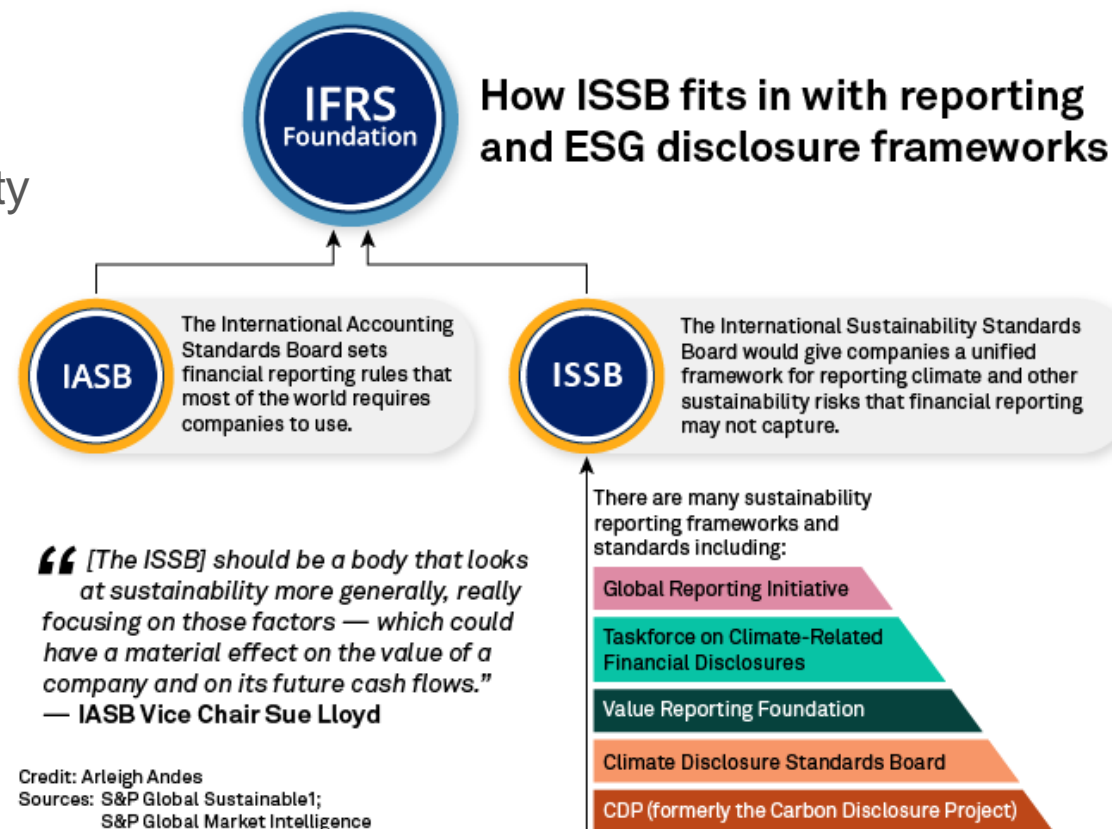 ty
IFRS
Foundation
How ISSB fits in with reporting
and ESG disclosure frameworks
IASB
The International Accounting
Standards Board sets
financial reporting rules that
most of the world requires
companies to use.
ISSB
The International Sustainability Standards
Board would give companies a unified
framework for reporting climate and other
sustainability risks that financial reporting
may not capture.
There are many sustainability
reporting frameworks and
standards including:
Global Reporting Initiative
Taskforce on Climate-Related
Financial Disclosures
Value Reporting Foundation
Climate Disclosure Standards Board
CDP (formerly the Carbon Disclosure Project)
“ [The ISSB] should be a body that looks
at sustainability more generally, really
focusing on those factors — which could
have a material effect on the value of a
company and on its future cash flows.”
— IASB Vice Chair Sue Lloyd
Credit: Arleigh Andes
Sources: S&P Global Sustainable1;
S&P Global Market Intelligence